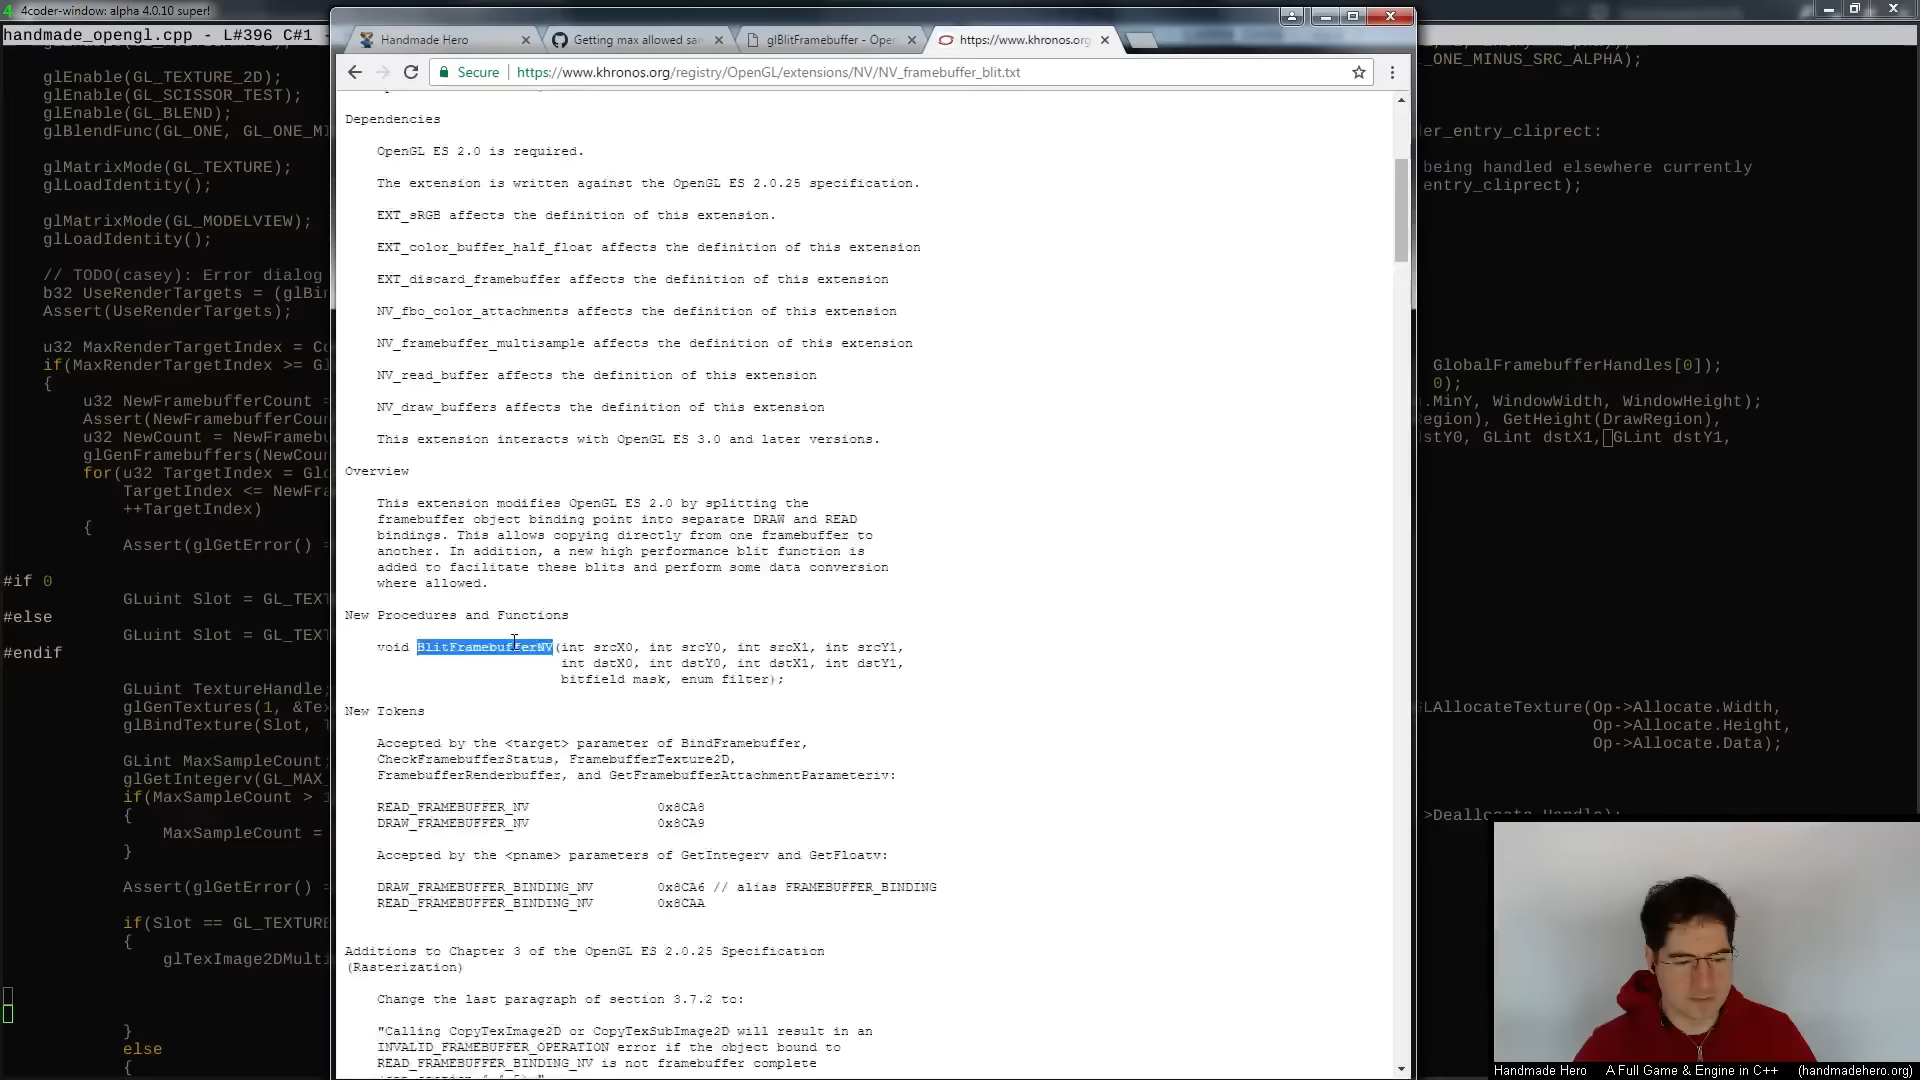 4coder-window: alpha 4.0.10 super!
handmade_opengl.cpp - L#396 C#1
glEnable(GL_TEXTURE_2D);
glEnable(GL_SCISSOR_TEST);
glEnable(GL_BLEND);
glBlendFunc(GL_ONE, GL_ONE_MI
glMatrixMode(GL_TEXTURE);
glLoadIdentity();
glMatrixMode(GL_MODELVIEW);
glLoadIdentity();
// TODO(casey): Error dialog
b32 UseRenderTargets = (glBin
Assert(UseRenderTargets);
u32 MaxRenderTargetIndex = Co
if(MaxRenderTargetIndex >= Gl
{
u32 NewFramebufferCount =
Assert(NewFramebufferCoun
u32 NewCount = NewFramebu
glGenFramebuffers(NewCoun
for(u32 TargetIndex = Glo
TargetIndex <= NewFra
++TargetIndex)
{
Assert(glGetError() =
#if 0
GLuint Slot = GL_TEXT
#else
GLuint Slot = GL_TEXT
#endif
GLuint TextureHandle;
glGenTextures(1, &Tex
glBindTexture(Slot, T
GLint MaxSampleCount;
glGetIntegerv(GL_MAX_
if(MaxSampleCount > 1
{
MaxSampleCount =
}
Assert(glGetError() =
if(Slot == GL_TEXTURE
{
glTexImage2DMulti
}
else
{
Handmade Hero
Getting max allowed sam
glBlitFramebuffer - Open
https://www.khronos.org
Secure
https://www.khronos.org/registry/OpenGL/extensions/NV/NV_framebuffer_blit.txt
Dependencies
OpenGL ES 2.0 is required.
The extension is written against the OpenGL ES 2.0.25 specification.
EXT_sRGB affects the definition of this extension.
EXT_color_buffer_half_float affects the definition of this extension
EXT_discard_framebuffer affects the definition of this extension
NV_fbo_color_attachments affects the definition of this extension
NV_framebuffer_multisample affects the definition of this extension
NV_read_buffer affects the definition of this extension
NV_draw_buffers affects the definition of this extension
This extension interacts with OpenGL ES 3.0 and later versions.
Overview
This extension modifies OpenGL ES 2.0 by splitting the
framebuffer object binding point into separate DRAW and READ
bindings. This allows copying directly from one framebuffer to
another. In addition, a new high performance blit function is
added to facilitate these blits and perform some data conversion
where allowed.
New Procedures and Functions
void BlitFramebufferNV(int srcX0, int srcY0, int srcX1, int srcY1,
int dstX0, int dstY0, int dstX1, int dstY1,
bitfield mask, enum filter);
New Tokens
Accepted by the <target> parameter of BindFramebuffer,
CheckFramebufferStatus, FramebufferTexture2D,
FramebufferRenderbuffer, and GetFramebufferAttachmentParameteriv:
READ_FRAMEBUFFER_NV 0x8CA8
DRAW_FRAMEBUFFER_NV 0x8CA9
Accepted by the <pname> parameters of GetIntegerv and GetFloatv:
DRAW_FRAMEBUFFER_BINDING_NV 0x8CA6 // alias FRAMEBUFFER_BINDING
READ_FRAMEBUFFER_BINDING_NV 0x8CAA
Additions to Chapter 3 of the OpenGL ES 2.0.25 Specification
(Rasterization)
Change the last paragraph of section 3.7.2 to:
"Calling CopyTexImage2D or CopyTexSubImage2D will result in an
INVALID_FRAMEBUFFER_OPERATION error if the object bound to
READ_FRAMEBUFFER_BINDING_NV is not framebuffer complete
_ONE_MINUS_SRC_ALPHA);
er_entry_cliprect:
being handled elsewhere currently
entry_cliprect);
GlobalFramebufferHandles[0]);
0);
.MinY, WindowWidth, WindowHeight);
egion), GetHeight(DrawRegion),
stY0, GLint dstX1, GLint dstY1,
LAllocateTexture(Op->Allocate.Width,
Op->Allocate.Height,
Op->Allocate.Data);
>Deallocate.Handle);
Handmade Hero A Full Game & Engine in C++ (handmadehero.org)